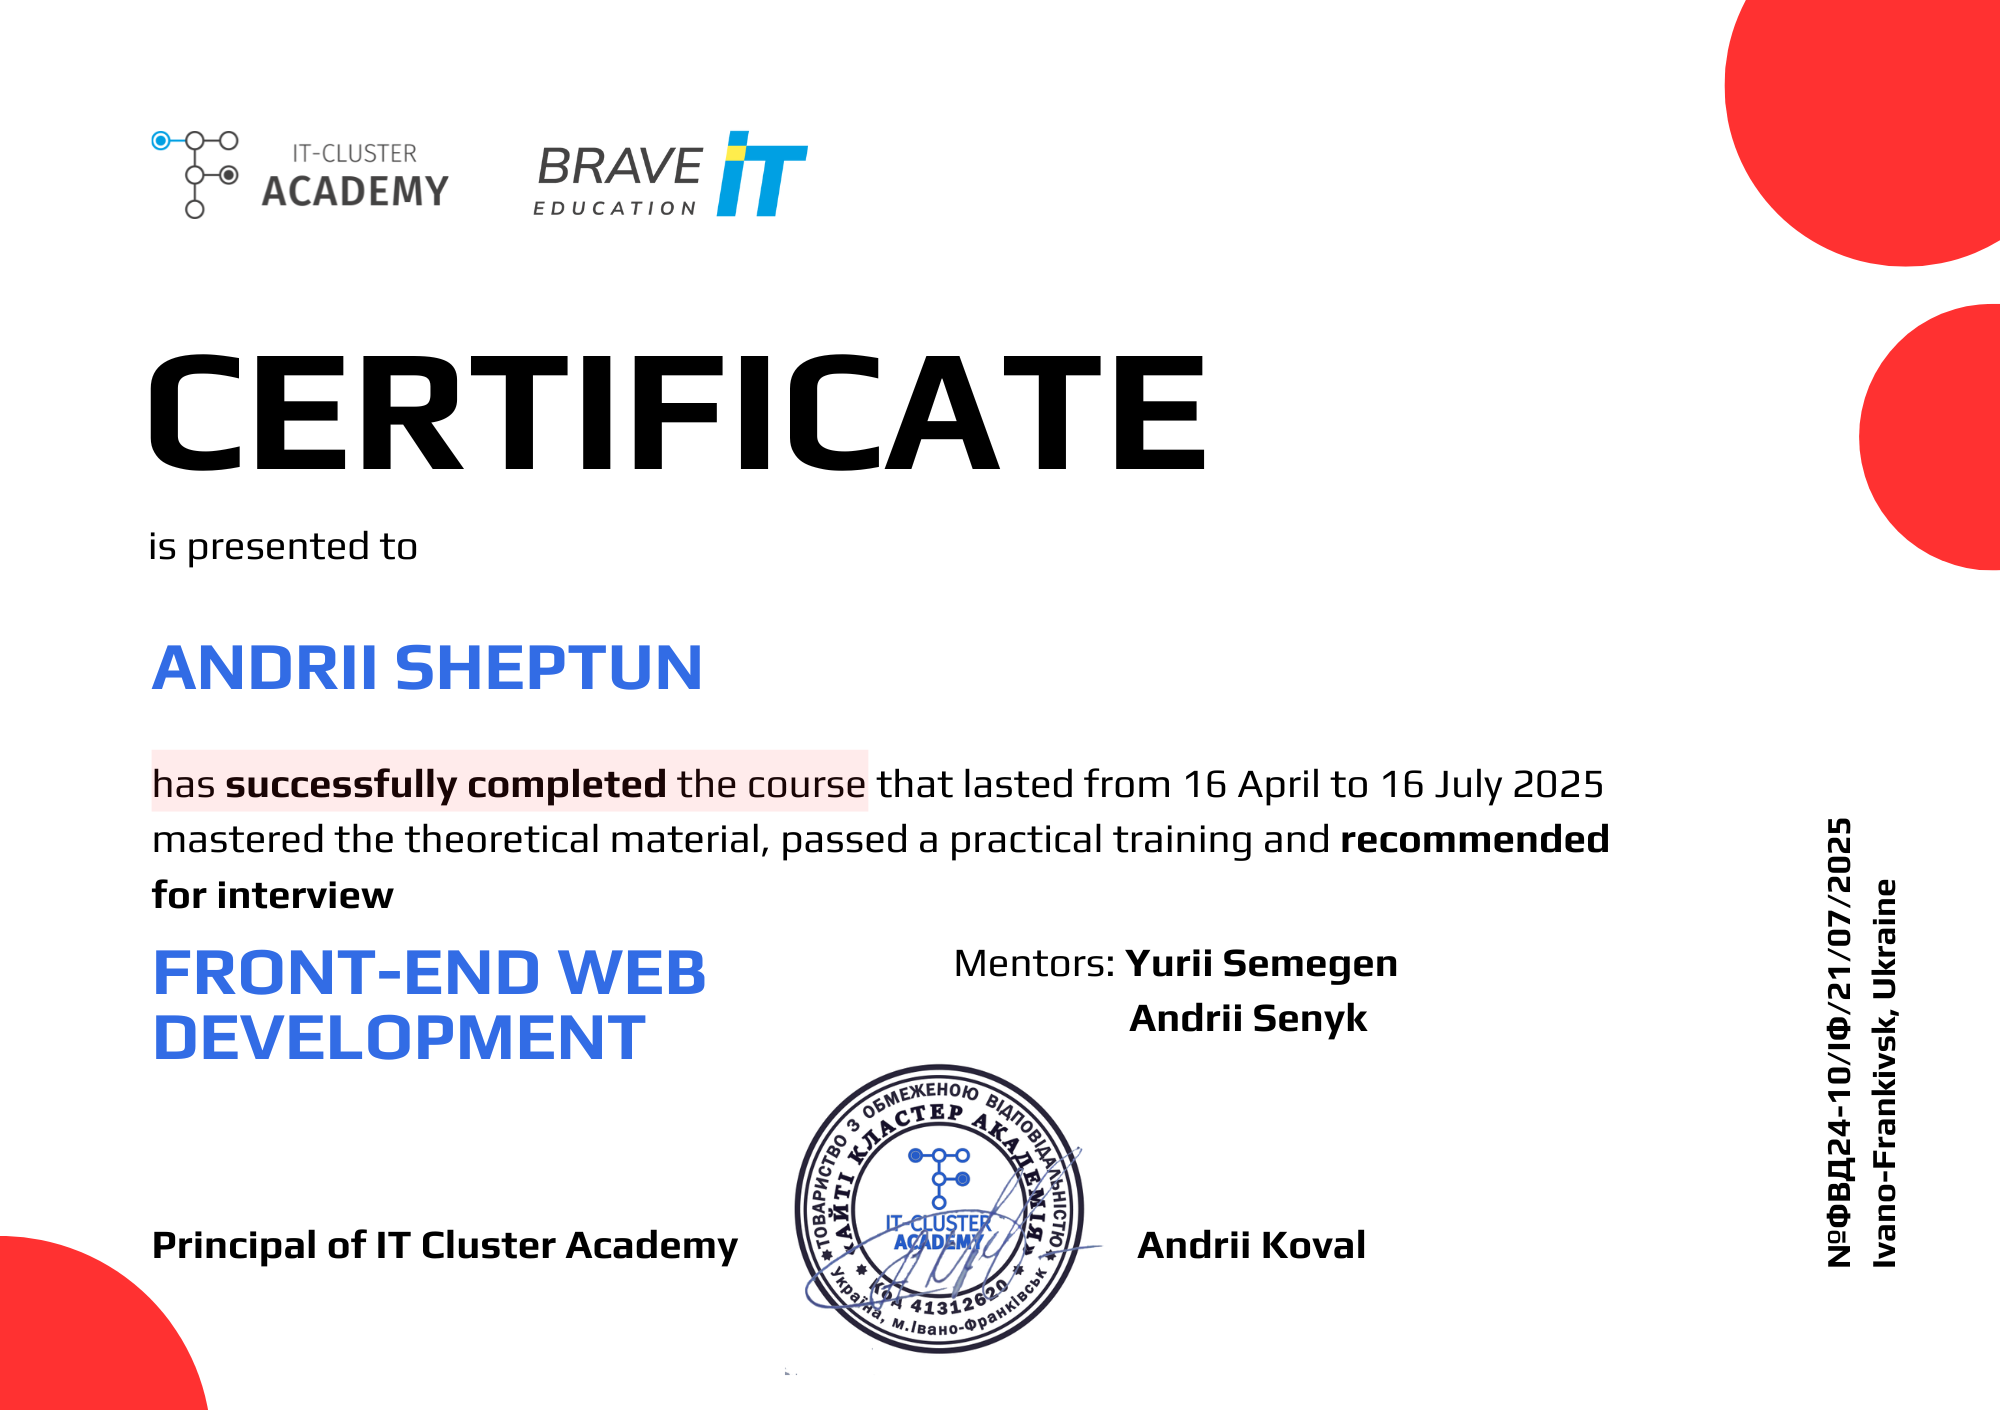 IT-CLUSTER
ACADEMY
BRAVE iT
EDUCATION
CERTIFICATE
is presented to
ANDRII SHEPTUN
has successfully completed the course that lasted from 16 April to 16 July 2025
mastered the theoretical material, passed a practical training and recommended
for interview
FRONT-END WEB
DEVELOPMENT
Mentors: Yurii Semegen
Andrii Senyk
Principal of IT Cluster Academy
ТОВАРИСТВО З ОБМЕЖЕНОЮ ВІДПОВІДАЛЬНІСТЮ
«АЙТІ КЛАСТЕР АКАДЕМІЯ»
IT-CLUSTER
ACADEMY
Код 41312620
Україна, м.Івано-Франківськ
Andrii Koval
№ФВД24-10/ІФ/21/07/2025
Ivano-Frankivsk, Ukraine